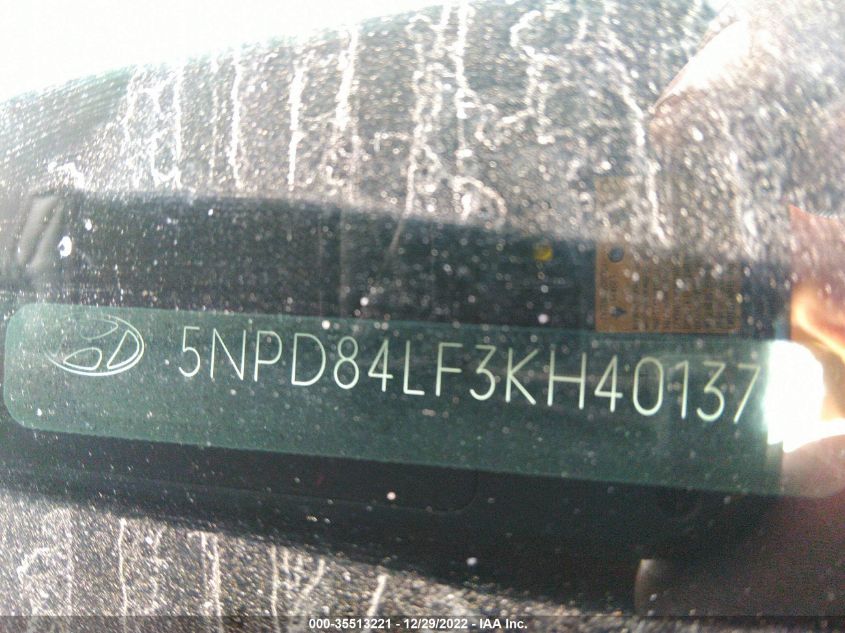 5NPD84LF3KH40137
000-35513221 - 12/29/2022 - IAA Inc.